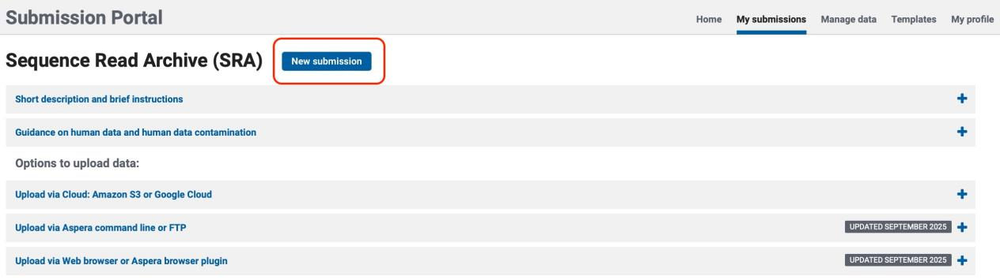 Submission Portal
Home My submissions Manage data Templates My profile
Sequence Read Archive (SRA) New submission
Short description and brief instructions
Guidance on human data and human data contamination
Options to upload data:
Upload via Cloud: Amazon S3 or Google Cloud
Upload via Aspera command line or FTP UPDATED SEPTEMBER 2025
Upload via Web browser or Aspera browser plugin UPDATED SEPTEMBER 2025